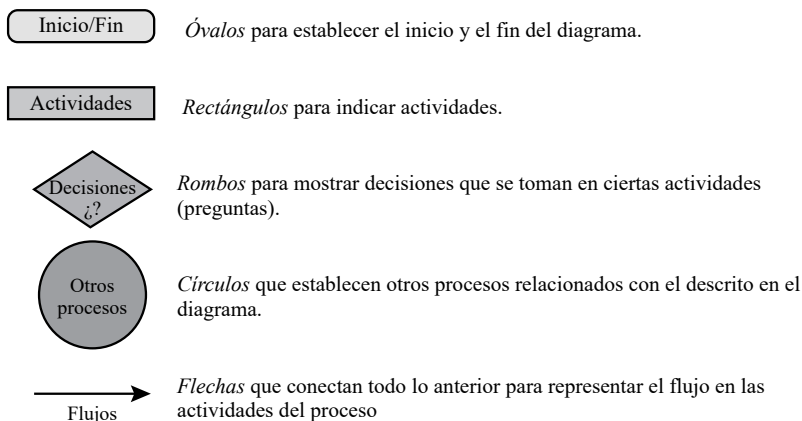 Inicio/Fin
Óvalos para establecer el inicio y el fin del diagrama.
Actividades
Rectángulos para indicar actividades.
Decisiones
¿?
Rombos para mostrar decisiones que se toman en ciertas actividades
(preguntas).
Otros
procesos
Círculos que establecen otros procesos relacionados con el descrito en el
diagrama.
Flujos
Flechas que conectan todo lo anterior para representar el flujo en las
actividades del proceso